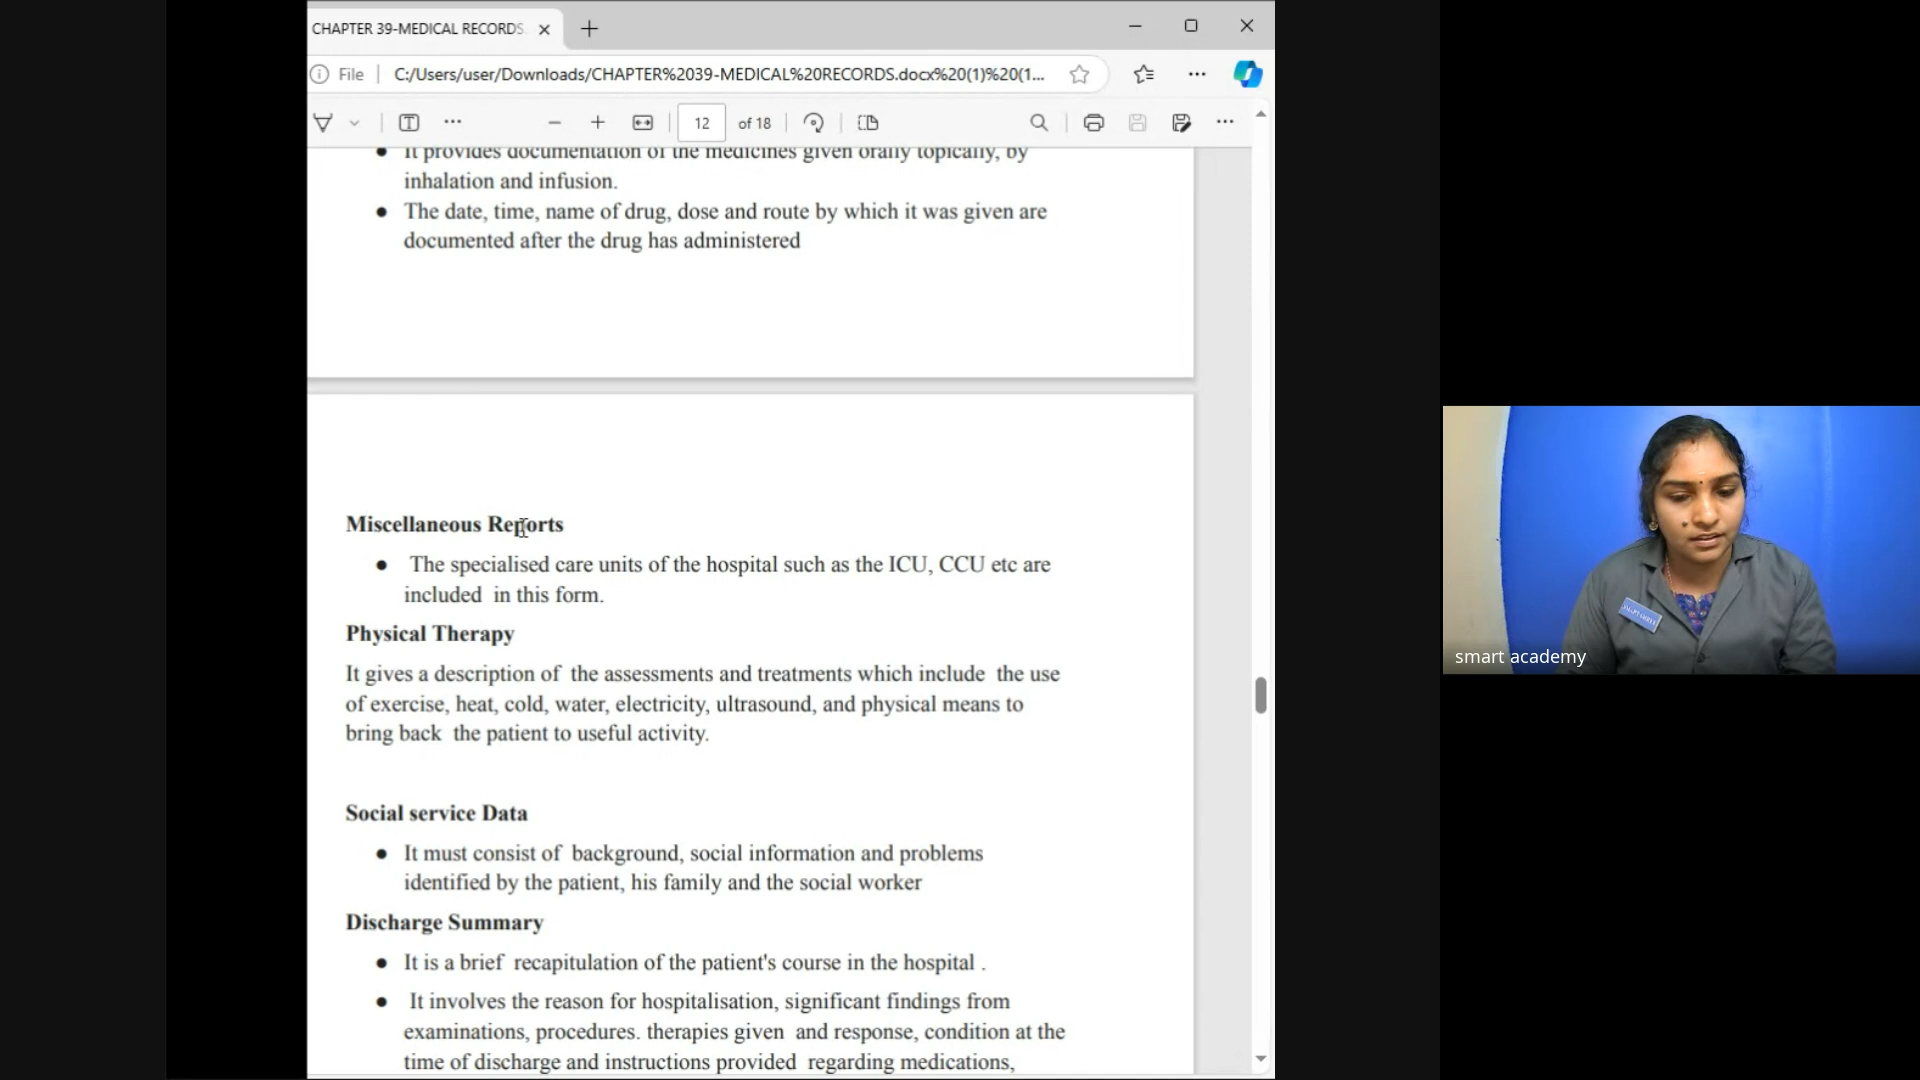 CHAPTER 39-MEDICAL RECORDS
File
C:/Users/user/Downloads/CHAPTER%2039-MEDICAL%20RECORDS.docx%20(1)%20(1...
12 of 18
● It provides documentation of the medicines given orally topically, by
inhalation and infusion.
● The date, time, name of drug, dose and route by which it was given are
documented after the drug has administered
Miscellaneous Reports
● The specialised care units of the hospital such as the ICU, CCU etc are
included in this form.
Physical Therapy
It gives a description of the assessments and treatments which include the use
of exercise, heat, cold, water, electricity, ultrasound, and physical means to
bring back the patient to useful activity.
Social service Data
● It must consist of background, social information and problems
identified by the patient, his family and the social worker
Discharge Summary
● It is a brief recapitulation of the patient's course in the hospital .
● It involves the reason for hospitalisation, significant findings from
examinations, procedures. therapies given and response, condition at the
time of discharge and instructions provided regarding medications,
smart academy